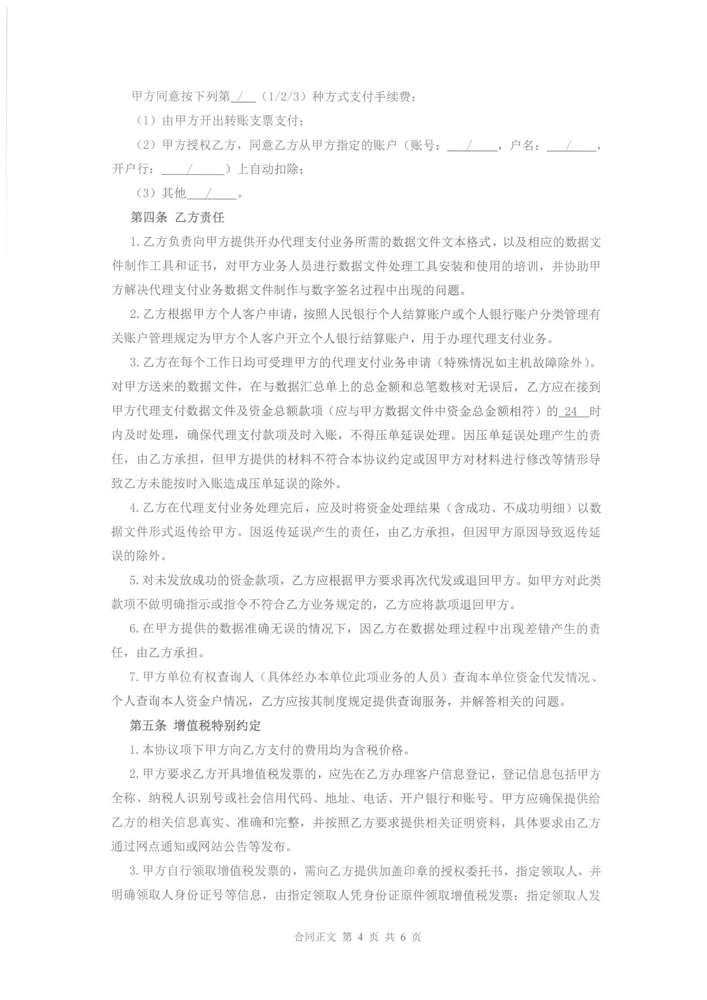 甲方同意按下列第 / （1/2/3）种方式支付手续费：
（1）由甲方开出转账支票支付；
（2）甲方授权乙方，同意乙方从甲方指定的账户（账号： / ，户名： / ，
开户行： / ）上自动扣除；
（3）其他 / 。
第四条 乙方责任
1.乙方负责向甲方提供开办代理支付业务所需的数据文件文本格式，以及相应的数据文
件制作工具和证书，对甲方业务人员进行数据文件处理工具安装和使用的培训，并协助甲
方解决代理支付业务数据文件制作与数字签名过程中出现的问题。
2.乙方根据甲方个人客户申请，按照人民银行个人结算账户或个人银行账户分类管理有
关账户管理规定为甲方个人客户开立个人银行结算账户，用于办理代理支付业务。
3.乙方在每个工作日均可受理甲方的代理支付业务申请（特殊情况如主机故障除外）。
对甲方送来的数据文件，在与数据汇总单上的总金额和总笔数核对无误后，乙方应在接到
甲方代理支付数据文件及资金总额款项（应与甲方数据文件中资金总金额相符）的 24 时
内及时处理，确保代理支付款项及时入账，不得压单延误处理。因压单延误处理产生的责
任，由乙方承担，但甲方提供的材料不符合本协议约定或因甲方对材料进行修改等情形导
致乙方未能按时入账造成压单延误的除外。
4.乙方在代理支付业务处理完后，应及时将资金处理结果（含成功、不成功明细）以数
据文件形式返传给甲方。因返传延误产生的责任，由乙方承担，但因甲方原因导致返传延
误的除外。
5.对未发放成功的资金款项，乙方应根据甲方要求再次代发或退回甲方。如甲方对此类
款项不做明确指示或指令不符合乙方业务规定的，乙方应将款项退回甲方。
6.在甲方提供的数据准确无误的情况下，因乙方在数据处理过程中出现差错产生的责
任，由乙方承担。
7.甲方单位有权查询人（具体经办本单位此项业务的人员）查询本单位资金代发情况、
个人查询本人资金户情况，乙方应按其制度规定提供查询服务，并解答相关的问题。
第五条 增值税特别约定
1.本协议项下甲方向乙方支付的费用均为含税价格。
2.甲方要求乙方开具增值税发票的，应先在乙方办理客户信息登记，登记信息包括甲方
全称、纳税人识别号或社会信用代码、地址、电话、开户银行和账号。甲方应确保提供给
乙方的相关信息真实、准确和完整，并按照乙方要求提供相关证明资料，具体要求由乙方
通过网点通知或网站公告等发布。
3.甲方自行领取增值税发票的，需向乙方提供加盖印章的授权委托书，指定领取人，并
明确领取人身份证号等信息，由指定领取人凭身份证原件领取增值税发票；指定领取人发
合同正文 第 4 页 共 6 页